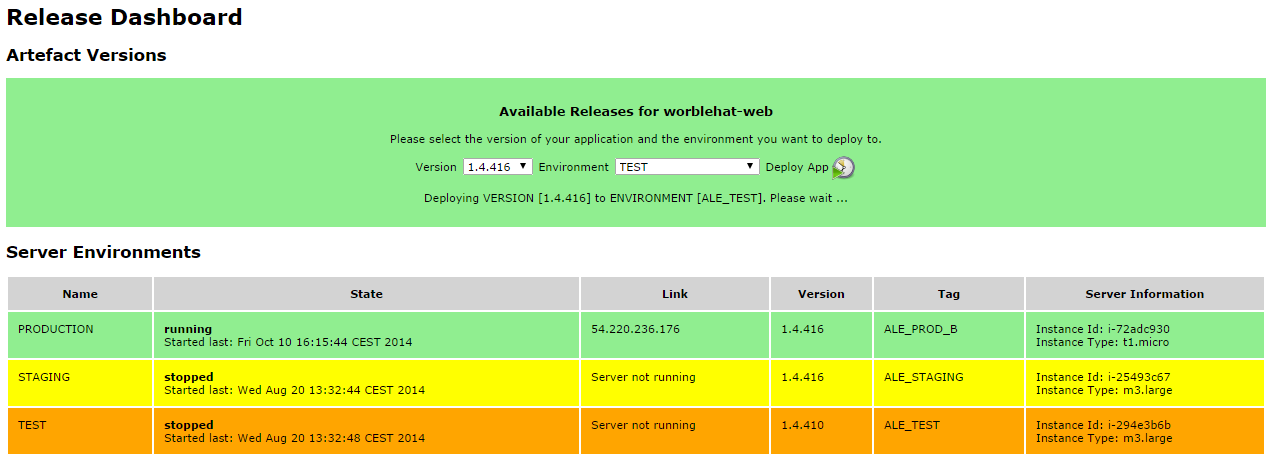 Release Dashboard
Artefact Versions
Available Releases for worblehat-web
Please select the version of your application and the environment you want to deploy to.
Version 1.4.416 Environment TEST Deploy App
Deploying VERSION [1.4.416] to ENVIRONMENT [ALE_TEST]. Please wait ...
Server Environments
Name State Link Version Tag Server Information
PRODUCTION running 54.220.236.176 1.4.416 ALE_PROD_B Instance Id: i-72adc930
Started last: Fri Oct 10 16:15:44 CEST 2014 Instance Type: t1.micro
STAGING stopped Server not running 1.4.416 ALE_STAGING Instance Id: i-25493c67
Started last: Wed Aug 20 13:32:44 CEST 2014 Instance Type: m3.large
TEST stopped Server not running 1.4.410 ALE_TEST Instance Id: i-294e3b6b
Started last: Wed Aug 20 13:32:48 CEST 2014 Instance Type: m3.large